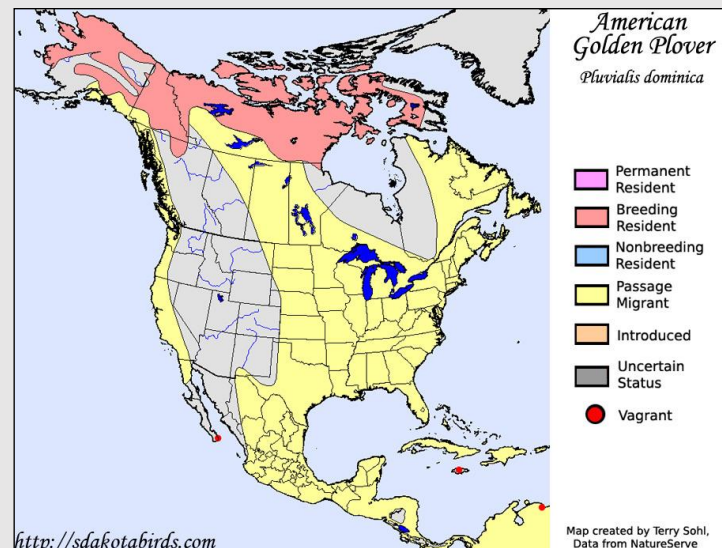 American
Golden Plover
Pluvialis dominica
Permanent
Resident
Breeding
Resident
Nonbreeding
Resident
Passage
Migrant
Introduced
Uncertain
Status
Vagrant
http://sdakotabirds.com
Map created by Terry Sohl,
Data from NatureServe